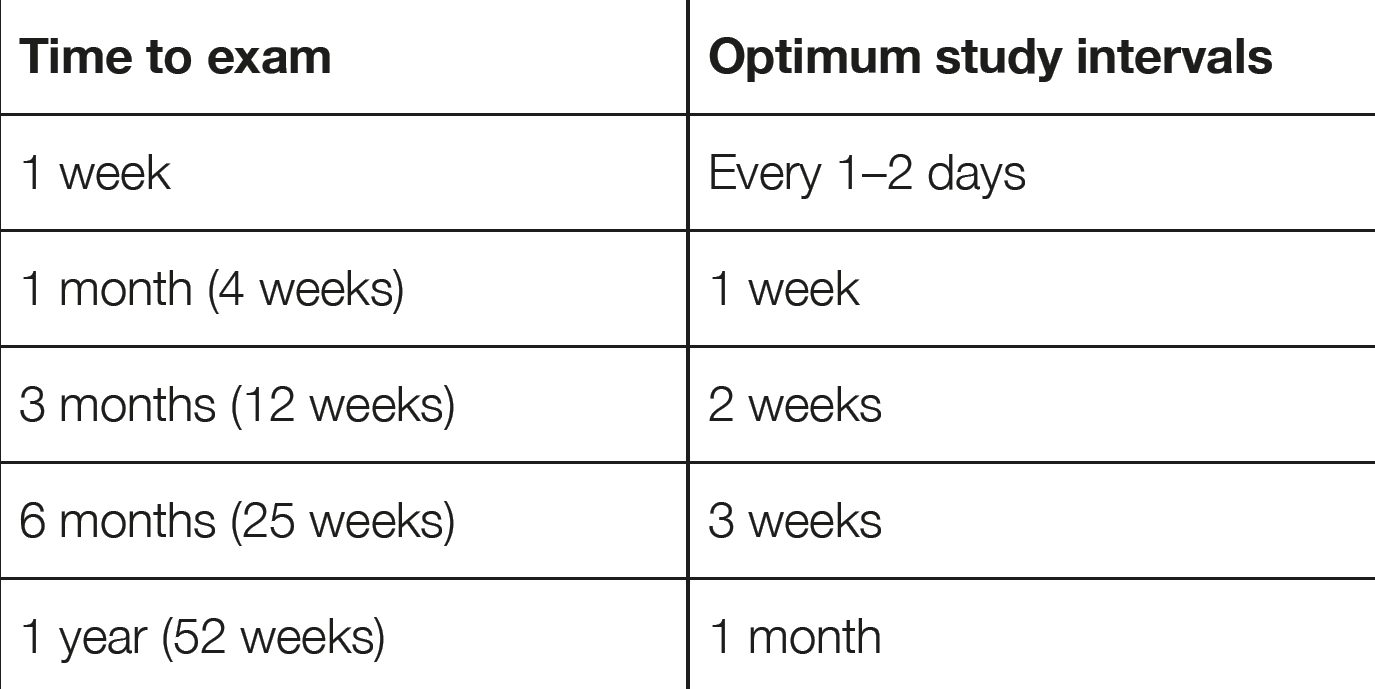 Time to exam Optimum study intervals
1 week Every 1–2 days
1 month (4 weeks) 1 week
3 months (12 weeks) 2 weeks
6 months (25 weeks) 3 weeks
1 year (52 weeks) 1 month